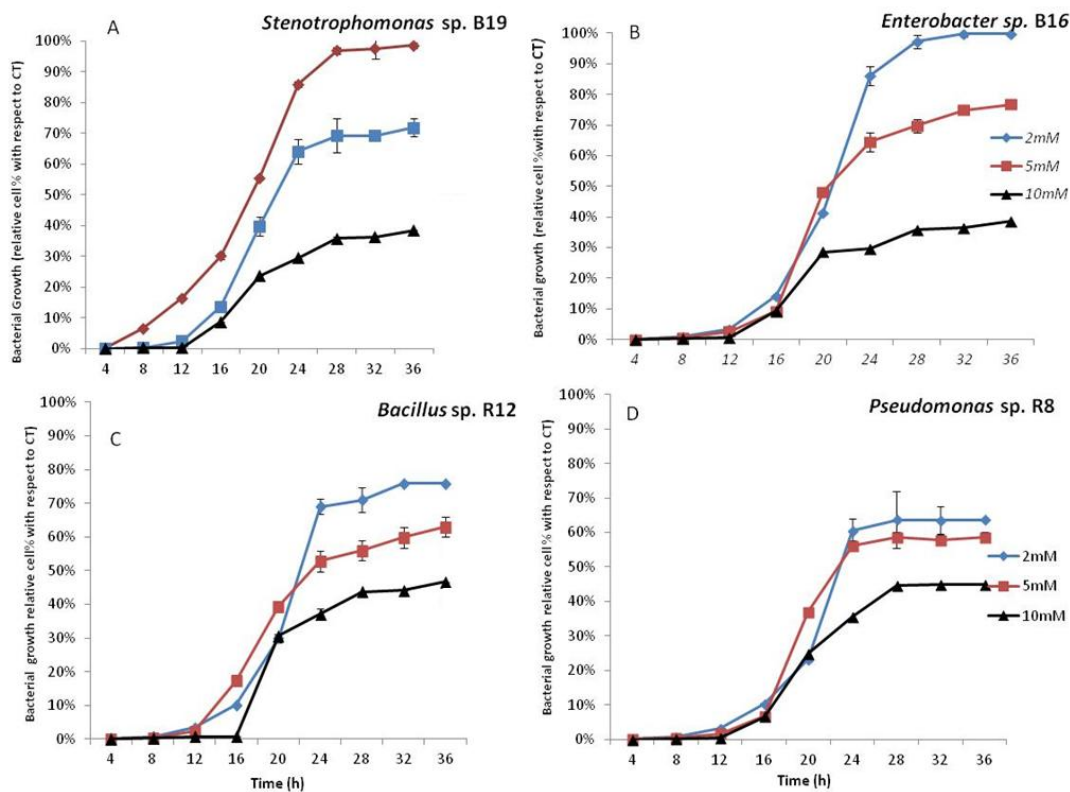 A
Stenotrophomonas sp. B19
Bacterial Growth (relative cell % with respect to CT)
100%
90%
80%
70%
60%
50%
40%
30%
20%
10%
0%
4 8 12 16 20 24 28 32 36
B
Enterobacter sp. B16
Bacterial growth (relative cell % with respect to CT)
100%
90%
80%
70%
60%
50%
40%
30%
20%
10%
0%
4 8 12 16 20 24 28 32 36
2mM
5mM
10mM
C
Bacillus sp. R12
Bacterial growth relative cell% with respect to CT)
100%
90%
80%
70%
60%
50%
40%
30%
20%
10%
0%
4 8 12 16 20 24 28 32 36
Time (h)
D
Pseudomonas sp. R8
Bacterial growth relative cell % with respect to CT)
100%
90%
80%
70%
60%
50%
40%
30%
20%
10%
0%
4 8 12 16 20 24 28 32 36
Time (h)
2mM
5mM
10mM